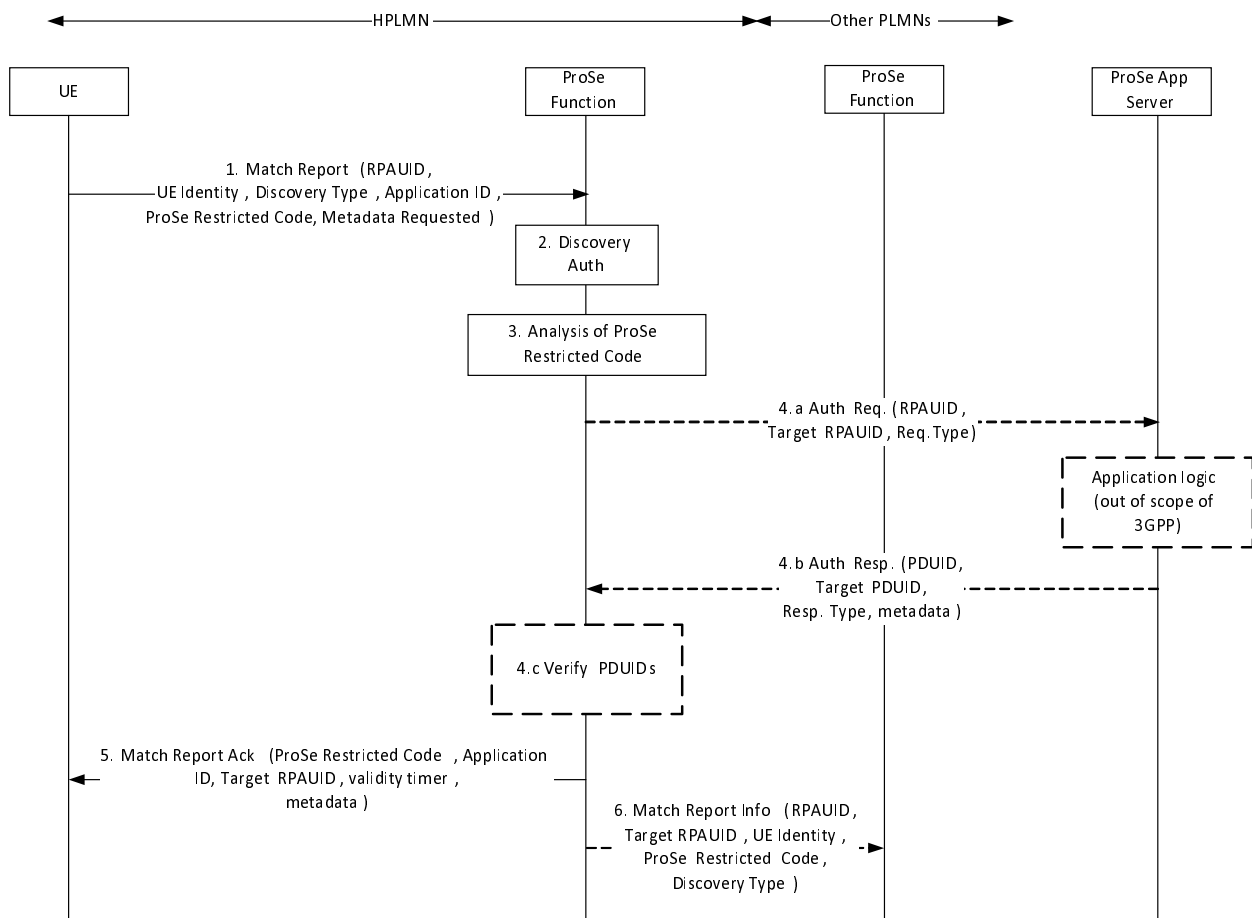 HPLMN
Other PLMNs
UE
ProSe
Function
ProSe
Function
ProSe App
Server
1. Match Report (RPAUID,
UE Identity, Discovery Type, Application ID,
ProSe Restricted Code, Metadata Requested)
2. Discovery
Auth
3. Analysis of ProSe
Restricted Code
4.a Auth Req. (RPAUID,
Target RPAUID, Req.Type)
Application logic
(out of scope of
3GPP)
4.b Auth Resp. (PDUID,
Target PDUID,
Resp. Type, metadata)
4.c Verify PDUIDs
5. Match Report Ack (ProSe Restricted Code, Application
ID, Target RPAUID, validity timer,
metadata)
6. Match Report Info (RPAUID,
Target RPAUID, UE Identity,
ProSe Restricted Code,
Discovery Type)